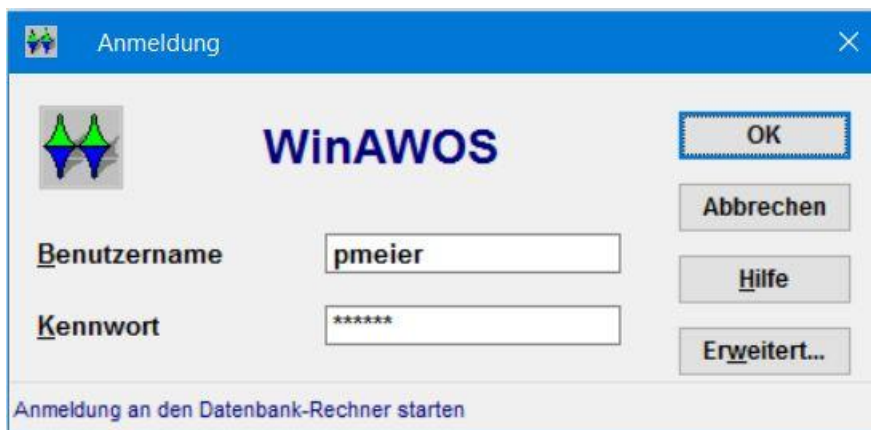 Anmeldung
WinAWOS
OK
Abbrechen
Benutzername pmeier
Hilfe
Kennwort ******
Erweitert...
Anmeldung an den Datenbank-Rechner starten